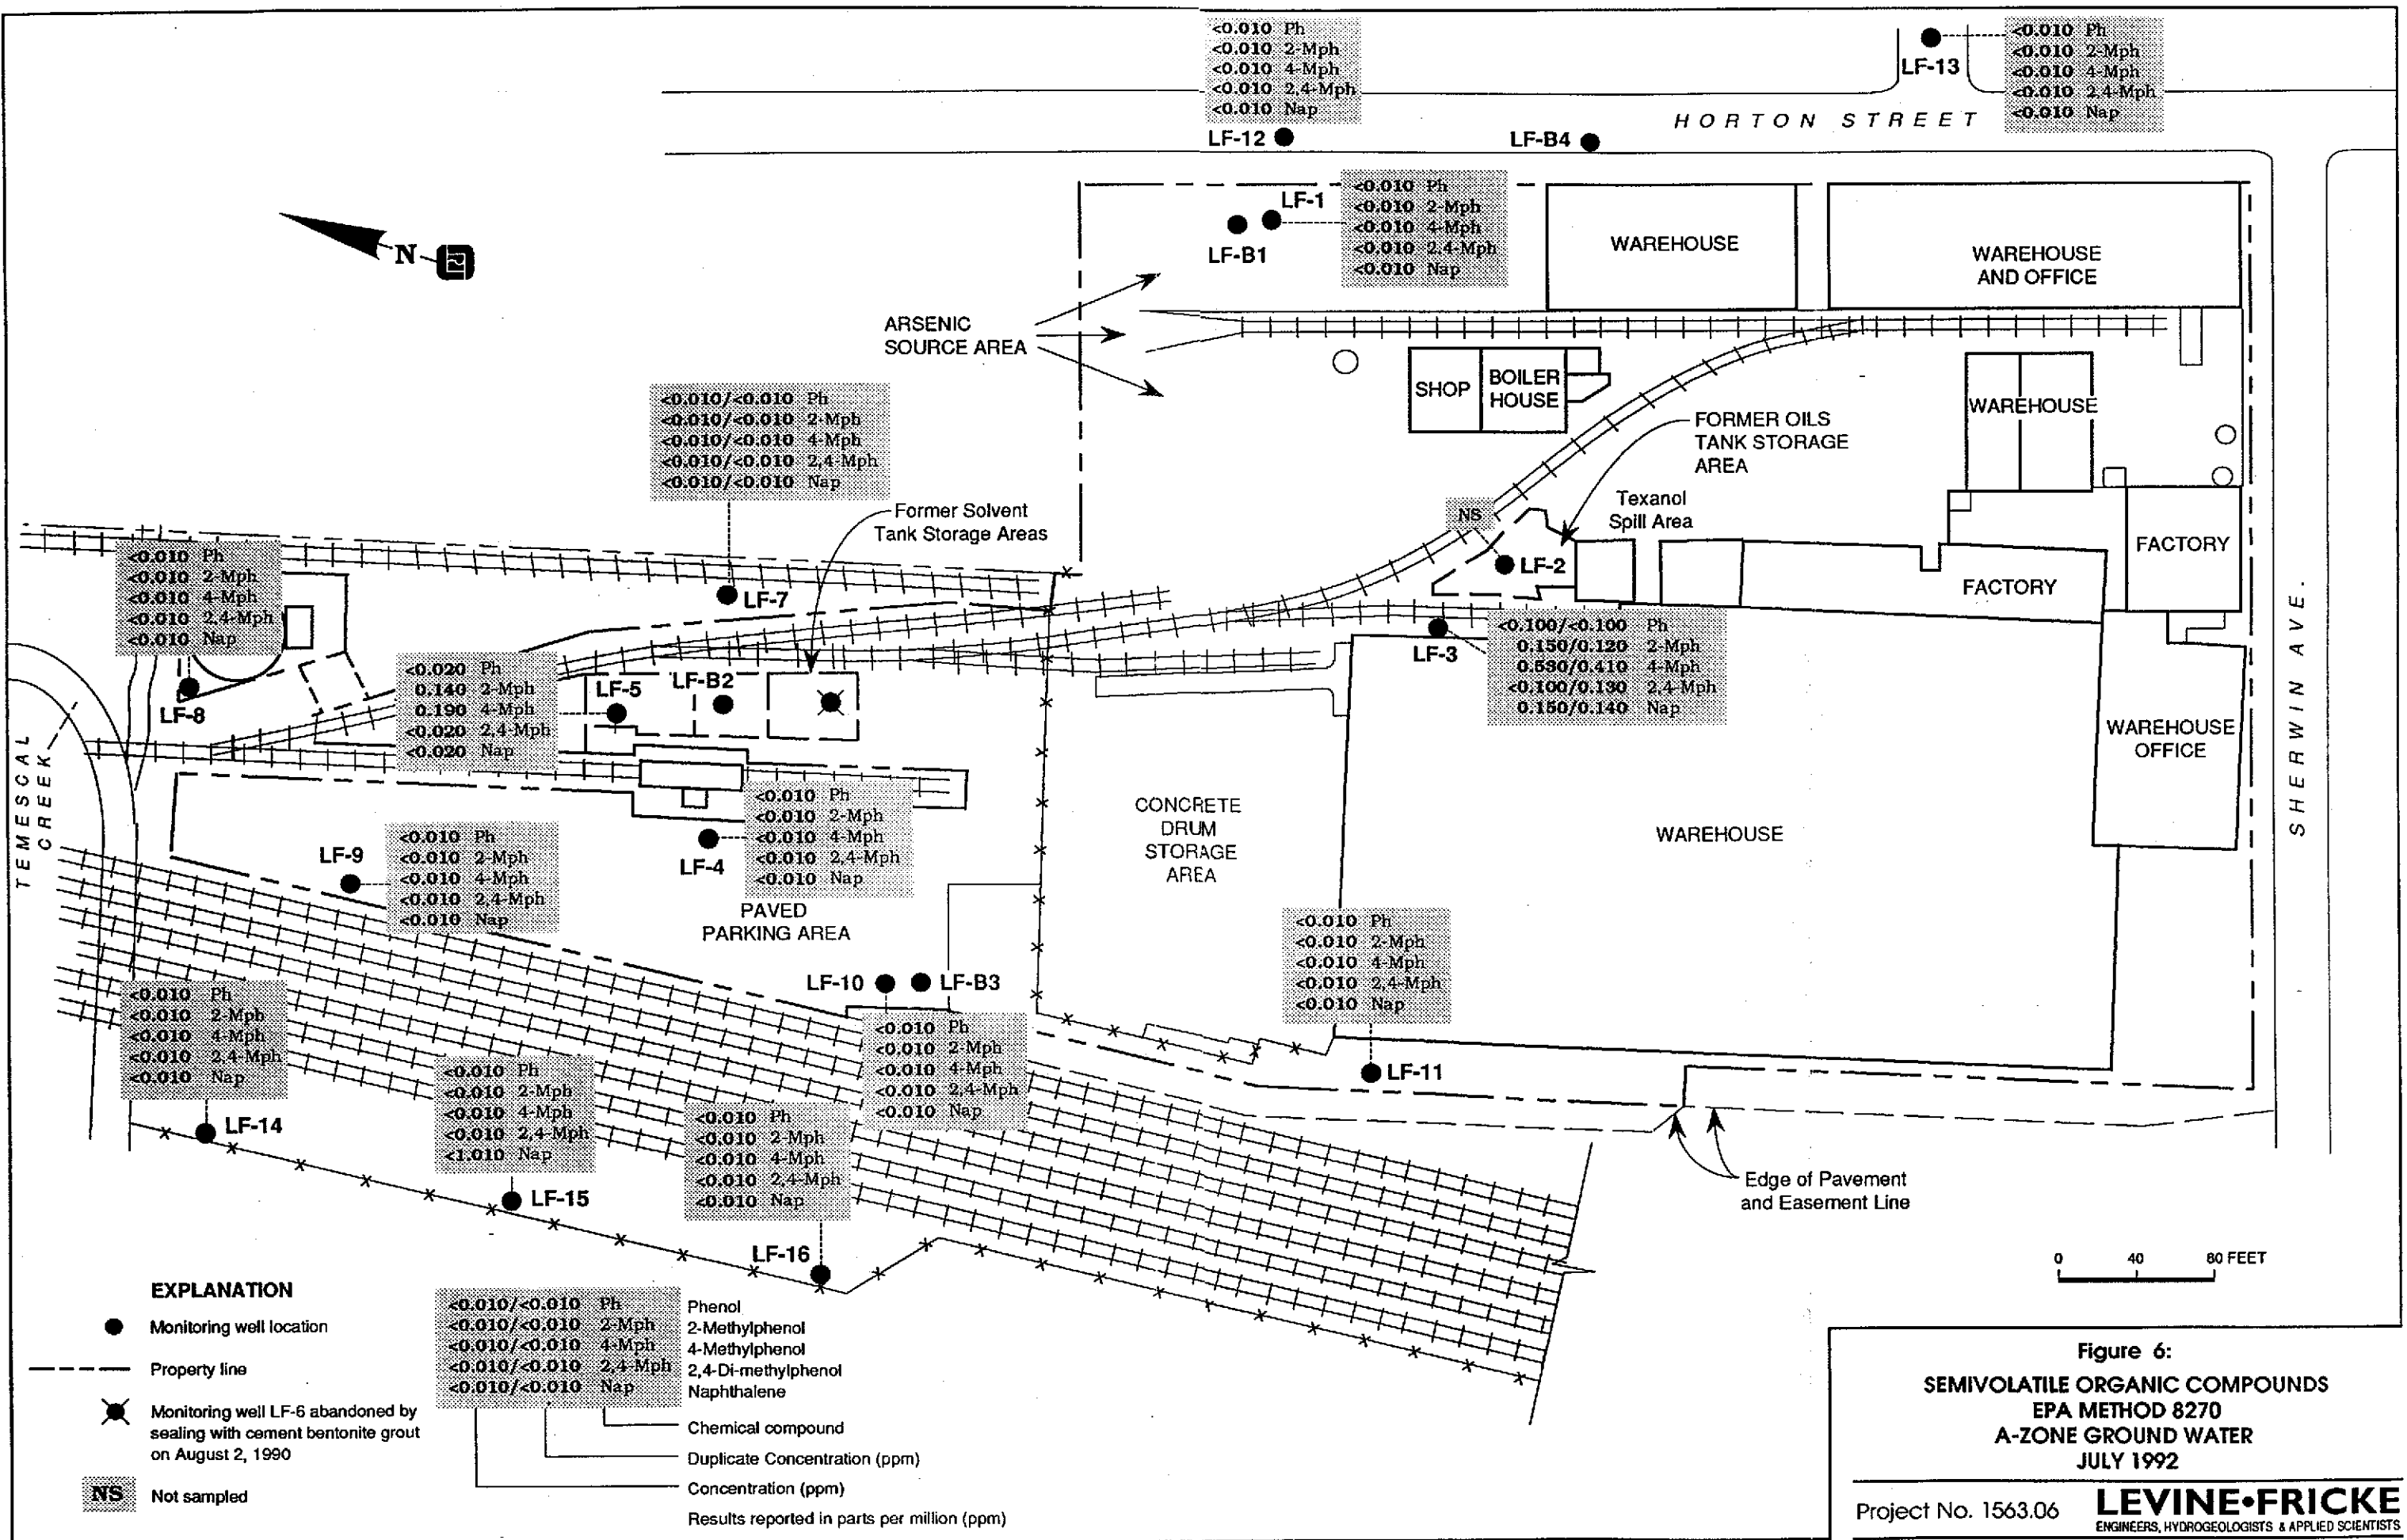 <0.010 Ph
<0.010 2-Mph
<0.010 4-Mph
<0.010 2,4-Mph
<0.010 Nap
LF-12
LF-B4
LF-13
<0.010 Ph
<0.010 2-Mph
<0.010 4-Mph
<0.010 2,4-Mph
<0.010 Nap
HORTON STREET
LF-1
LF-B1
<0.010 Ph
<0.010 2-Mph
<0.010 4-Mph
<0.010 2,4-Mph
<0.010 Nap
WAREHOUSE
WAREHOUSE
AND OFFICE
N
ARSENIC
SOURCE AREA
SHOP
BOILER
HOUSE
FORMER OILS
TANK STORAGE
AREA
WAREHOUSE
<0.010/<0.010 Ph
<0.010/<0.010 2-Mph
<0.010/<0.010 4-Mph
<0.010/<0.010 2,4-Mph
<0.010/<0.010 Nap
LF-7
Former Solvent
Tank Storage Areas
NS
LF-2
Texanol
Spill Area
FACTORY
FACTORY
SHERWIN AVE.
<0.010 Ph
<0.010 2-Mph
<0.010 4-Mph
<0.010 2,4-Mph
<0.010 Nap
LF-8
<0.020 Ph
0.140 2-Mph
0.190 4-Mph
<0.020 2,4-Mph
<0.020 Nap
LF-5
LF-B2
LF-3
<0.100/<0.100 Ph
0.150/0.120 2-Mph
0.530/0.410 4-Mph
<0.100/0.130 2,4-Mph
0.150/0.140 Nap
WAREHOUSE
OFFICE
TEMESCAL
CREEK
<0.010 Ph
<0.010 2-Mph
<0.010 4-Mph
<0.010 2,4-Mph
<0.010 Nap
LF-4
CONCRETE
DRUM
STORAGE
AREA
WAREHOUSE
LF-9
<0.010 Ph
<0.010 2-Mph
<0.010 4-Mph
<0.010 2,4-Mph
<0.010 Nap
PAVED
PARKING AREA
<0.010 Ph
<0.010 2-Mph
<0.010 4-Mph
<0.010 2,4-Mph
<0.010 Nap
LF-11
LF-10
LF-B3
<0.010 Ph
<0.010 2-Mph
<0.010 4-Mph
<0.010 2,4-Mph
<0.010 Nap
<0.010 Ph
<0.010 2-Mph
<0.010 4-Mph
<0.010 2,4-Mph
<0.010 Nap
LF-14
<0.010 Ph
<0.010 2-Mph
<0.010 4-Mph
<0.010 2,4-Mph
<1.010 Nap
LF-15
<0.010 Ph
<0.010 2-Mph
<0.010 4-Mph
<0.010 2,4-Mph
<0.010 Nap
LF-16
Edge of Pavement
and Easement Line
0 40 80 FEET
EXPLANATION
Monitoring well location
Property line
Monitoring well LF-6 abandoned by
sealing with cement bentonite grout
on August 2, 1990
NS Not sampled
<0.010/<0.010 Ph Phenol
<0.010/<0.010 2-Mph 2-Methylphenol
<0.010/<0.010 4-Mph 4-Methylphenol
<0.010/<0.010 2,4-Mph 2,4-Di-methylphenol
<0.010/<0.010 Nap Naphthalene
Chemical compound
Duplicate Concentration (ppm)
Concentration (ppm)
Results reported in parts per million (ppm)
Figure 6:
SEMIVOLATILE ORGANIC COMPOUNDS
EPA METHOD 8270
A-ZONE GROUND WATER
JULY 1992
Project No. 1563.06
LEVINE•FRICKE
ENGINEERS, HYDROGEOLOGISTS & APPLIED SCIENTISTS